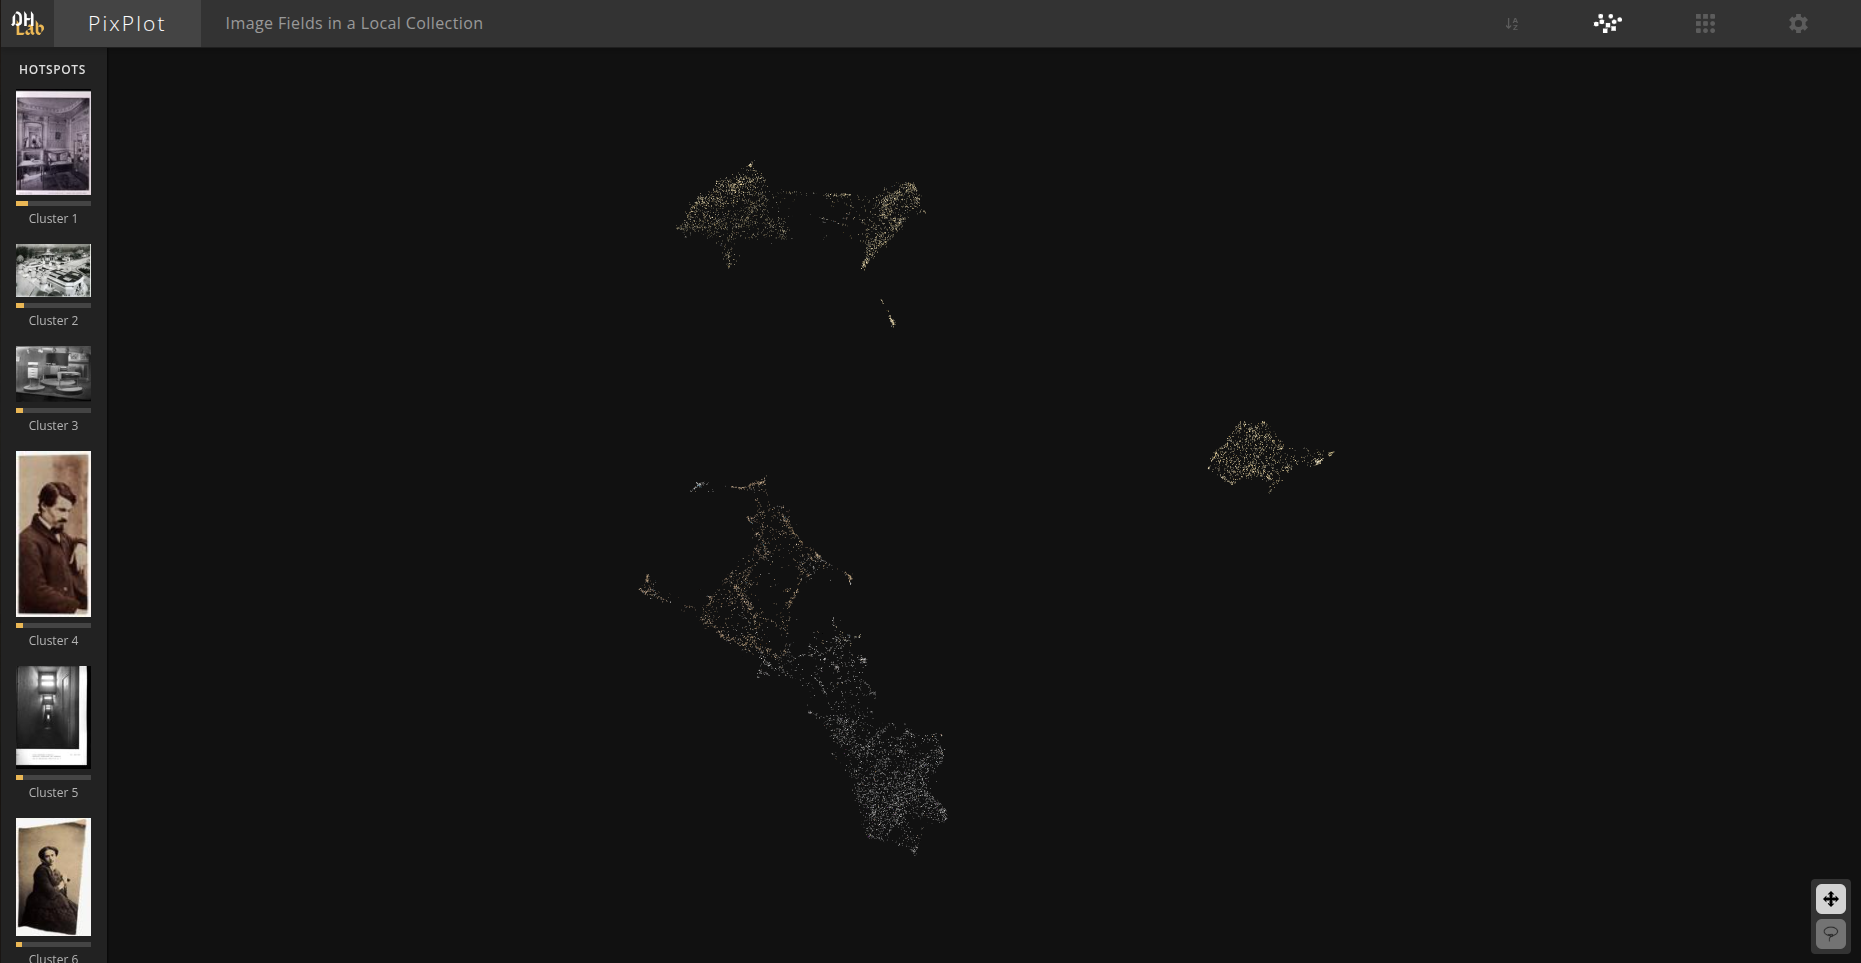 DH Lab
PixPlot
Image Fields in a Local Collection
A
Z
HOTSPOTS
Cluster 1
Cluster 2
Cluster 3
Cluster 4
Cluster 5
Cluster 6